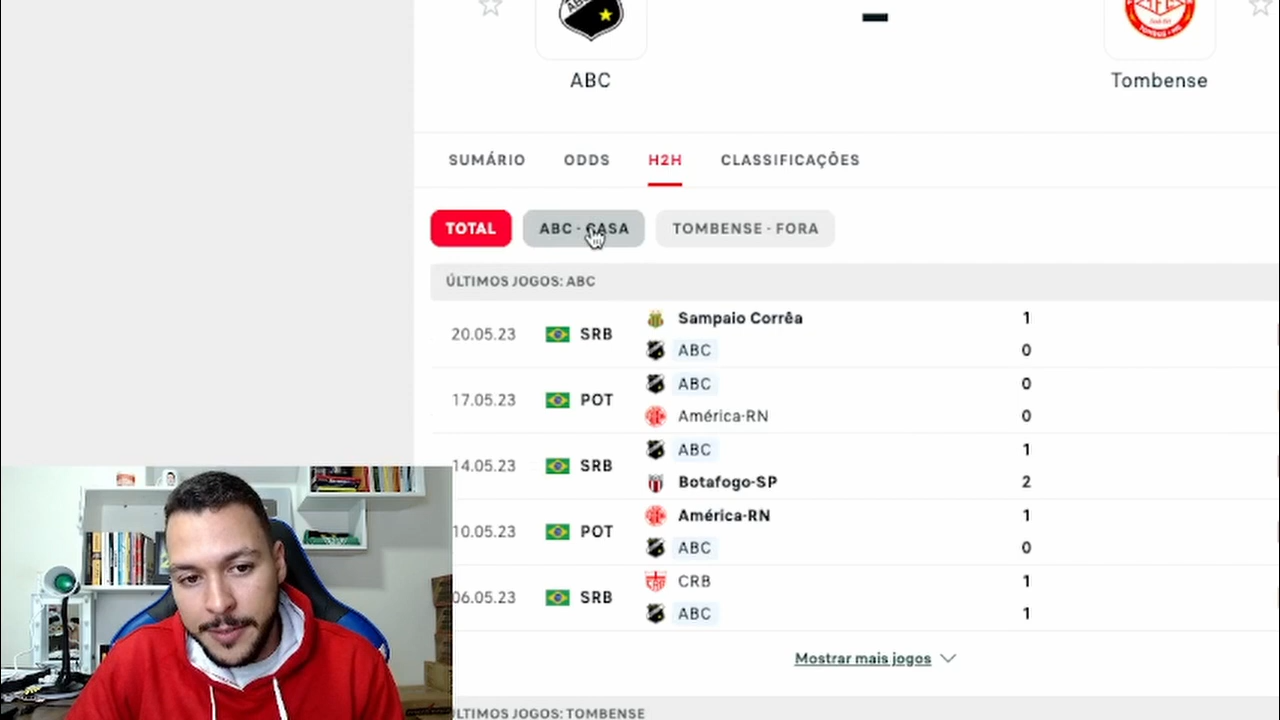 ABC
Tombense
SUMÁRIO ODDS H2H CLASSIFICAÇÕES
TOTAL ABC - CASA TOMBENSE - FORA
ÚLTIMOS JOGOS: ABC
20.05.23 SRB Sampaio Corrêa 1
ABC 0
17.05.23 POT ABC 0
América-RN 0
14.05.23 SRB ABC 1
Botafogo-SP 2
10.05.23 POT América-RN 1
ABC 0
06.05.23 SRB CRB 1
ABC 1
Mostrar mais jogos
ÚLTIMOS JOGOS: TOMBENSE